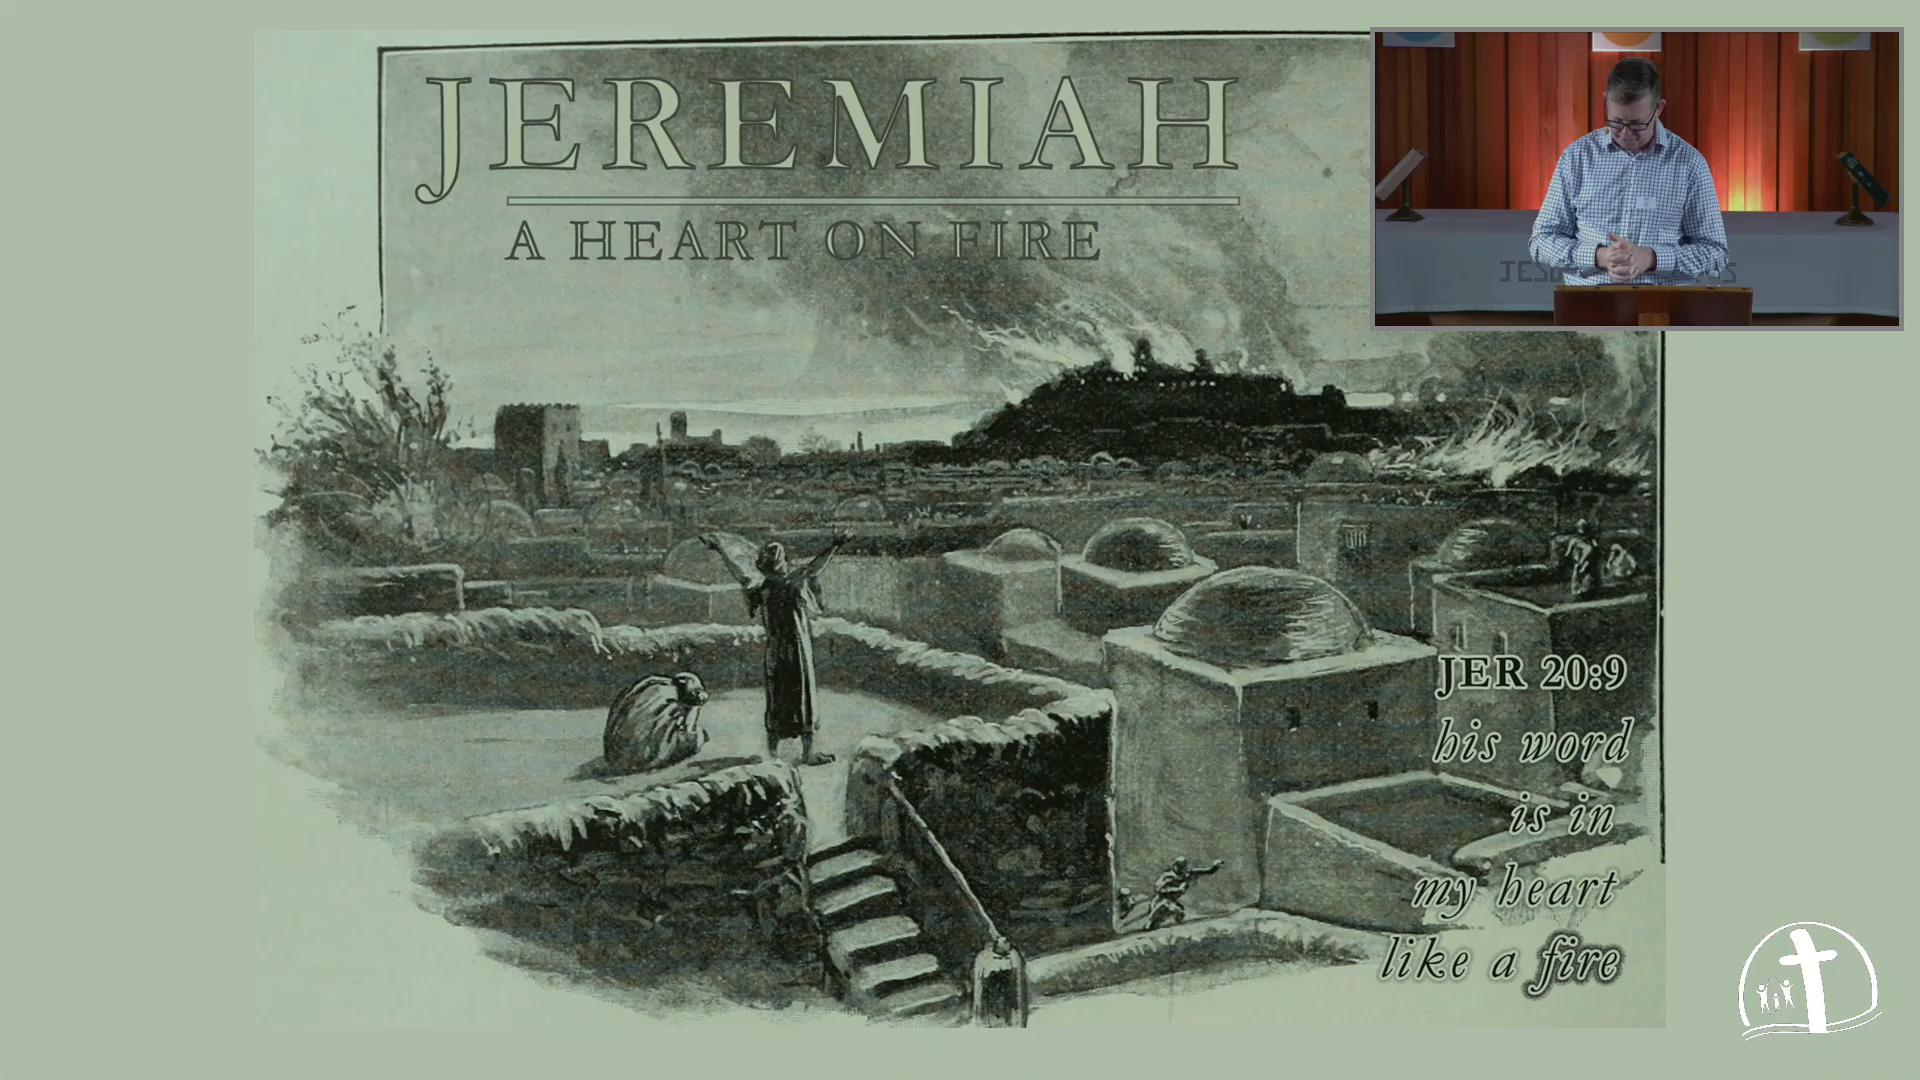 JEREMIAH
A HEART ON FIRE
JER 20:9
his word
is in
my heart
like a fire